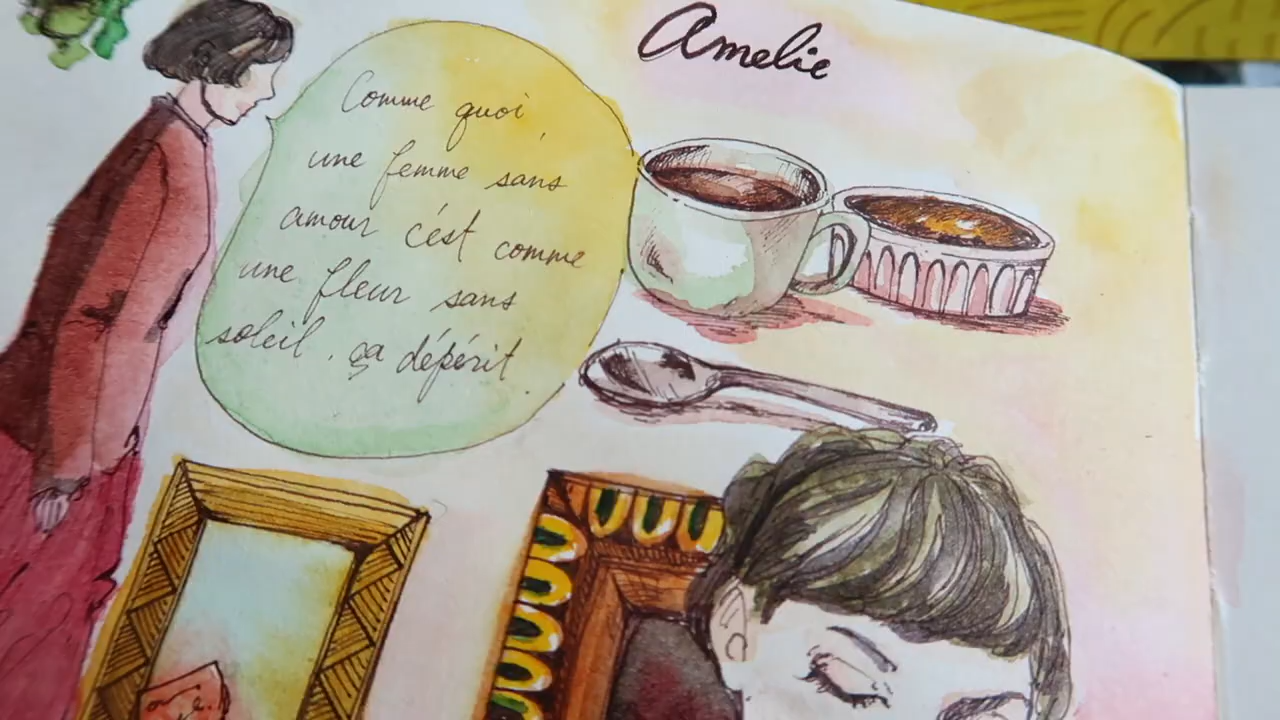 Amelie
Comme quoi
une femme sans
amour c'est comme
une fleur sans
soleil. ça dépérit